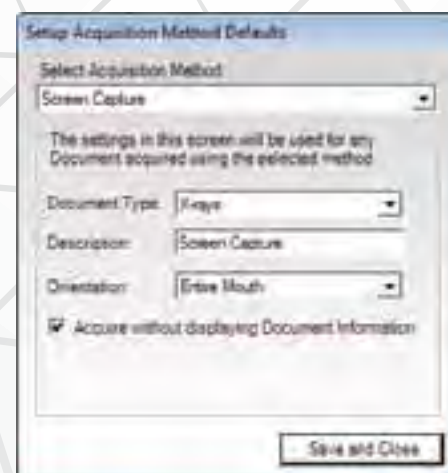 Setup Acquisition Method Defaults
Select Acquisition Method
Screen Capture
The settings in this screen will be used for any
Document acquired using the selected method
Document Type: X-rays
Description: Screen Capture
Orientation: Entire Mouth
Acquire without displaying Document Information
Save and Close